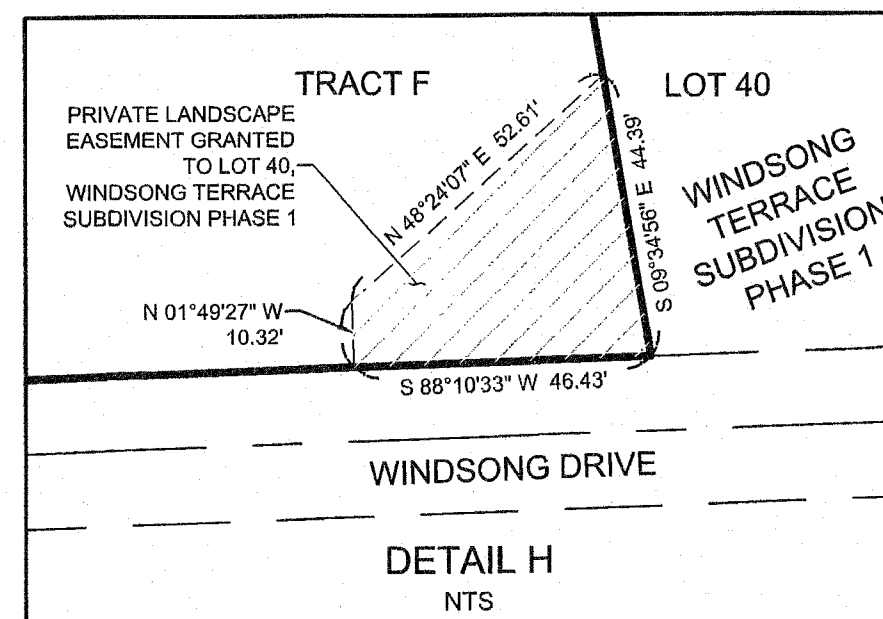 TRACT F
LOT 40
PRIVATE LANDSCAPE
EASEMENT GRANTED
TO LOT 40,
WINDSONG TERRACE
SUBDIVISION PHASE 1
N 48°24'07" E 52.61'
S 09°34'56" E 44.39'
WINDSONG
TERRACE
SUBDIVISION
PHASE 1
N 01°49'27" W
10.32'
S 88°10'33" W 46.43'
WINDSONG DRIVE
DETAIL H
NTS